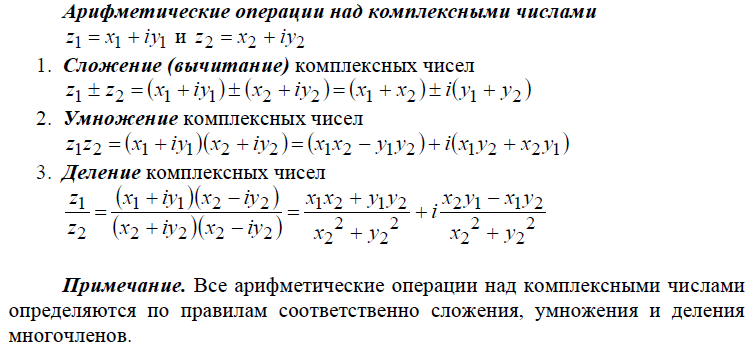 Арифметические операции над комплексными числами
z₁ = x₁ + iy₁ и z₂ = x₂ + iy₂
1. Сложение (вычитание) комплексных чисел
z₁ ± z₂ = (x₁ + iy₁) ± (x₂ + iy₂) = (x₁ + x₂) ± i(y₁ + y₂)
2. Умножение комплексных чисел
z₁z₂ = (x₁ + iy₁)(x₂ + iy₂) = (x₁x₂ − y₁y₂) + i(x₁y₂ + x₂y₁)
3. Деление комплексных чисел
z₁/z₂ = (x₁ + iy₁)(x₂ − iy₂)/(x₂ + iy₂)(x₂ − iy₂) = (x₁x₂ + y₁y₂)/(x₂² + y₂²) + i(x₂y₁ − x₁y₂)/(x₂² + y₂²)
Примечание. Все арифметические операции над комплексными числами
определяются по правилам соответственно сложения, умножения и деления
многочленов.